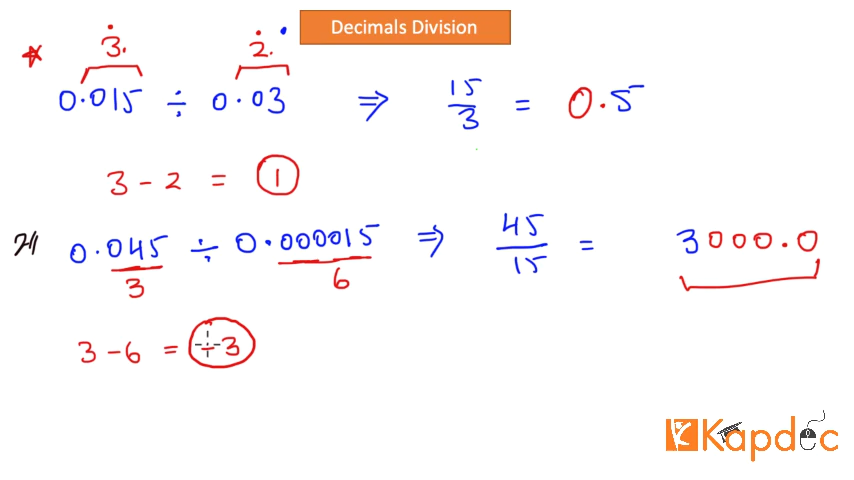 Decimals Division
3. 2.
0.015 ÷ 0.03 ⇒ 15/3 = 0.5
3 - 2 = 1
0.045 ÷ 0.000015 ⇒ 45/15 = 3000.0
3 6
3 - 6 = -3
Kapdec